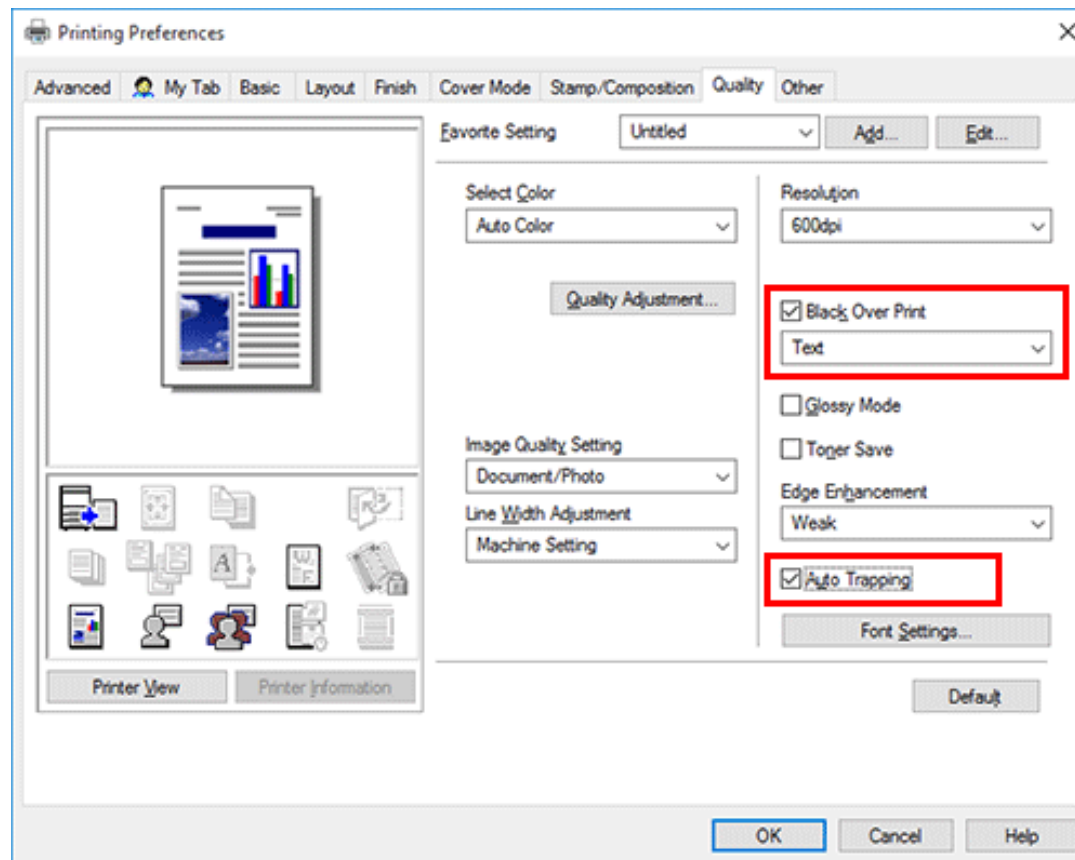 Printing Preferences
Advanced My Tab Basic Layout Finish Cover Mode Stamp/Composition Quality Other
Favorite Setting Untitled Add... Edit...
Select Color
Auto Color
Quality Adjustment...
Image Quality Setting
Document/Photo
Line Width Adjustment
Machine Setting
Resolution
600dpi
Black Over Print
Text
Glossy Mode
Toner Save
Edge Enhancement
Weak
Auto Trapping
Font Settings...
Printer View Printer Information
Default
OK Cancel Help